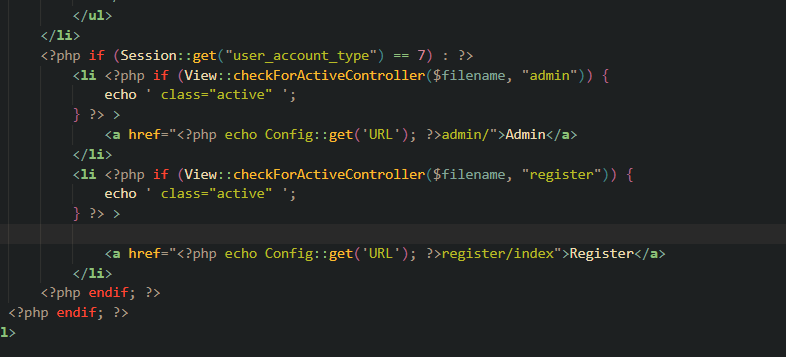 </ul>
</li>
<?php if (Session::get("user_account_type") == 7) : ?>
<li <?php if (View::checkForActiveController($filename, "admin")) {
echo ' class="active" ';
} ?> >
<a href="<?php echo Config::get('URL'); ?>admin/">Admin</a>
</li>
<li <?php if (View::checkForActiveController($filename, "register")) {
echo ' class="active" ';
} ?> >
<a href="<?php echo Config::get('URL'); ?>register/index">Register</a>
</li>
<?php endif; ?>
<?php endif; ?>
l>